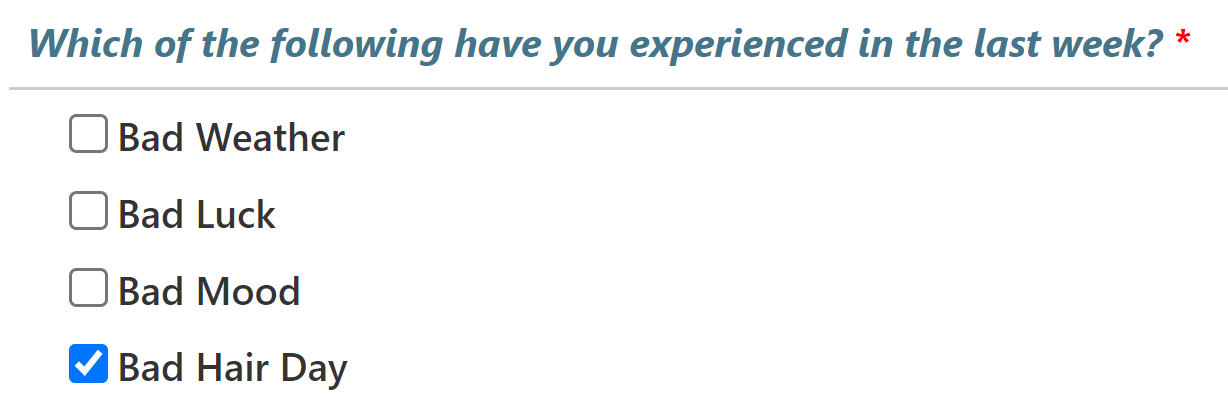 Which of the following have you experienced in the last week? *
Bad Weather
Bad Luck
Bad Mood
Bad Hair Day